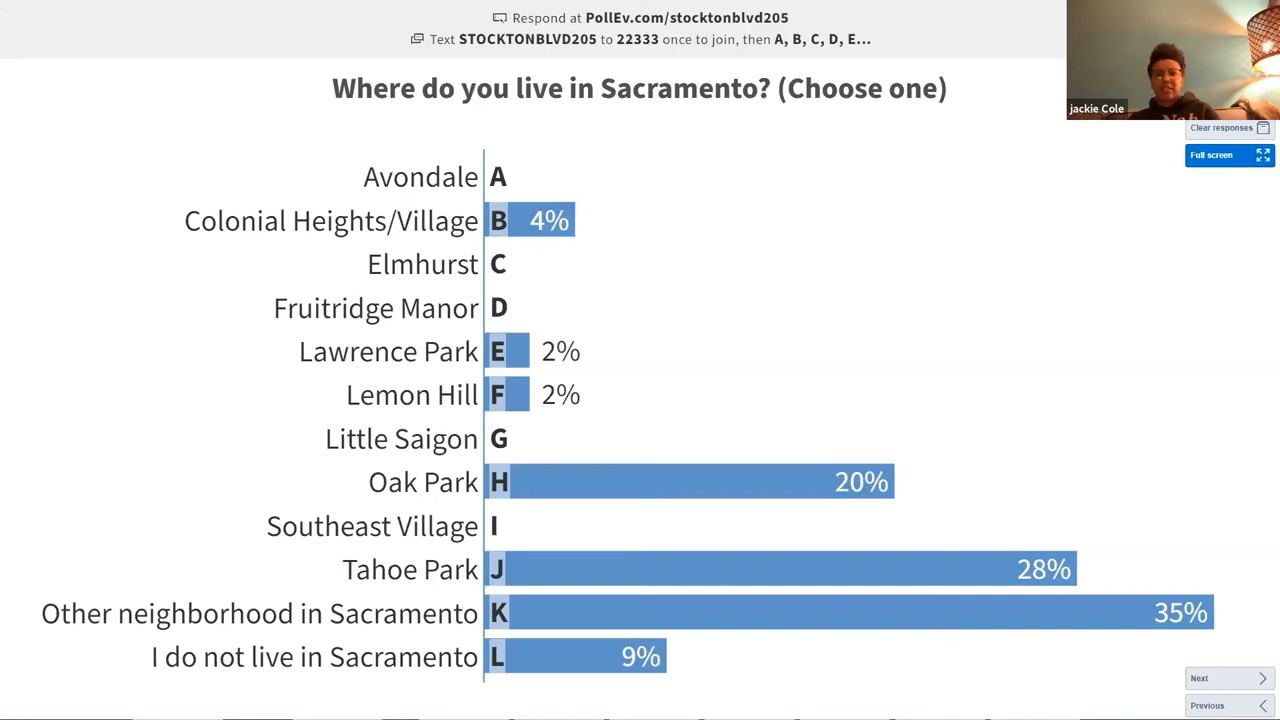 Respond at PollEv.com/stocktonblvd205
Text STOCKTONBLVD205 to 22333 once to join, then A, B, C, D, E...
Where do you live in Sacramento? (Choose one)
jackie Cole
Clear responses
Full screen
Avondale A
Colonial Heights/Village B 4%
Elmhurst C
Fruitridge Manor D
Lawrence Park E 2%
Lemon Hill F 2%
Little Saigon G
Oak Park H 20%
Southeast Village I
Tahoe Park J 28%
Other neighborhood in Sacramento K 35%
I do not live in Sacramento L 9%
Next
Previous